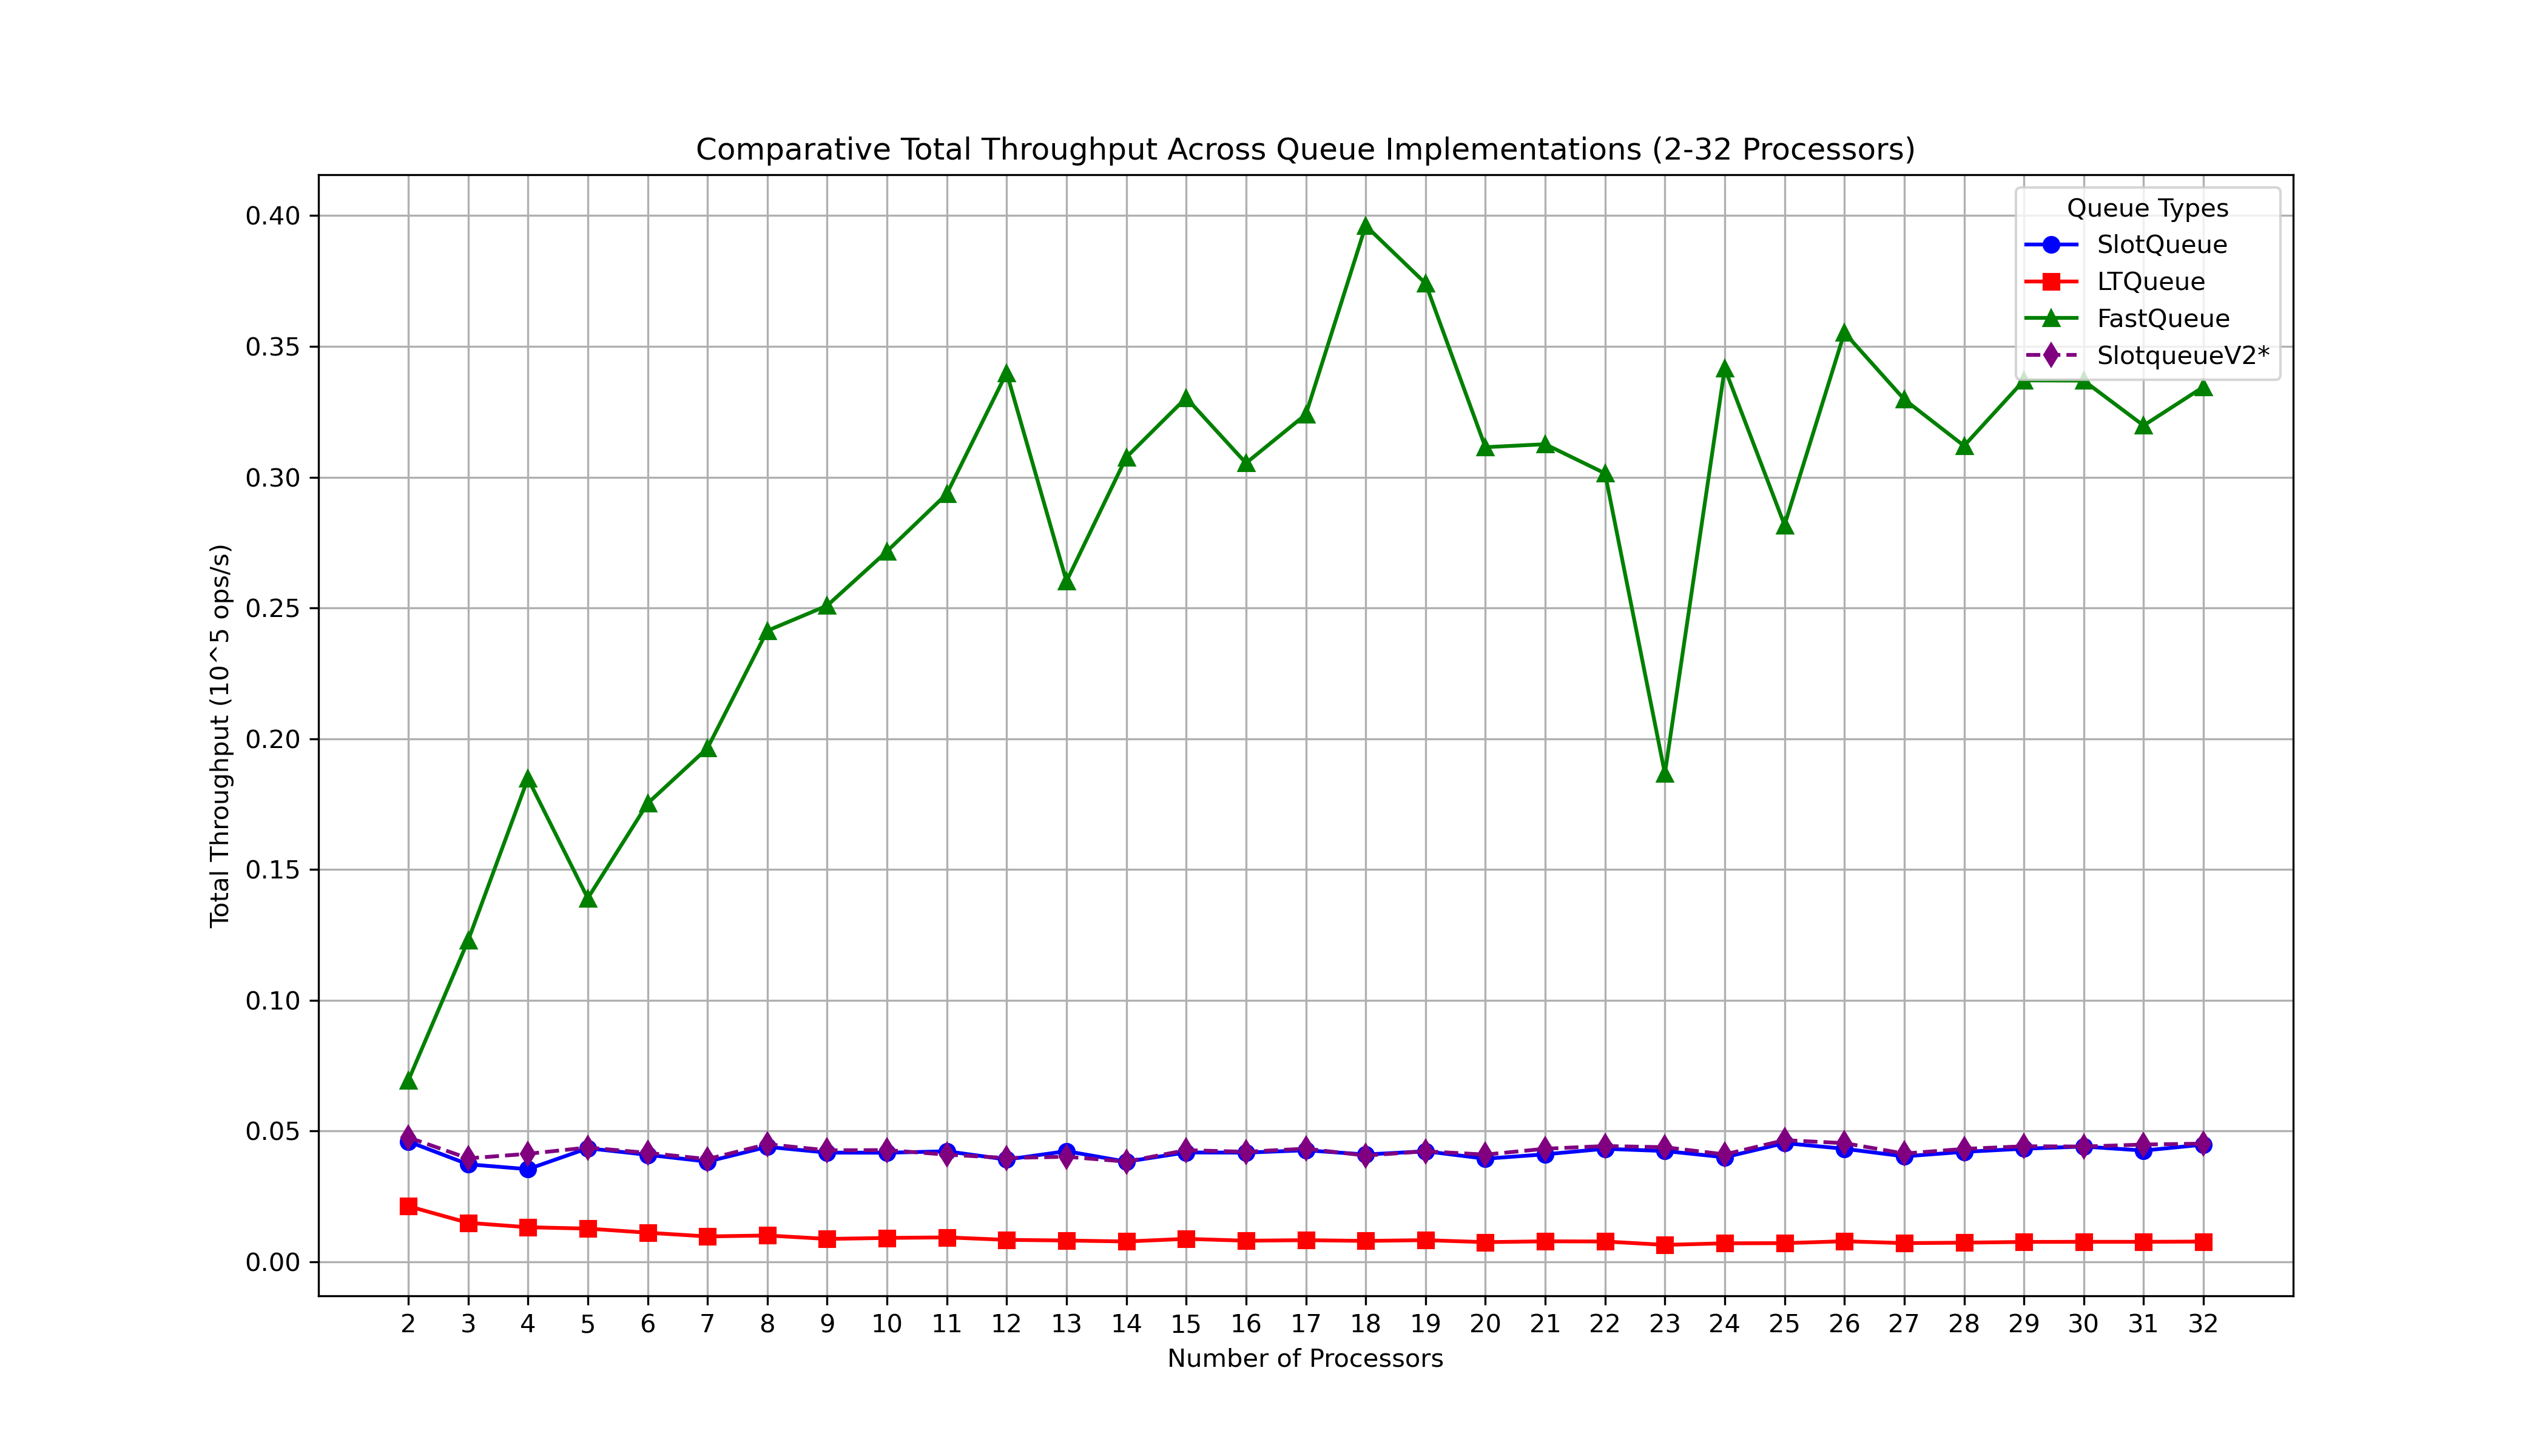 Comparative Total Throughput Across Queue Implementations (2-32 Processors)
Total Throughput (10^5 ops/s)
0.40
0.35
0.30
0.25
0.20
0.15
0.10
0.05
0.00
Queue Types
SlotQueue
LTQueue
FastQueue
SlotqueueV2*
2 3 4 5 6 7 8 9 10 11 12 13 14 15 16 17 18 19 20 21 22 23 24 25 26 27 28 29 30 31 32
Number of Processors